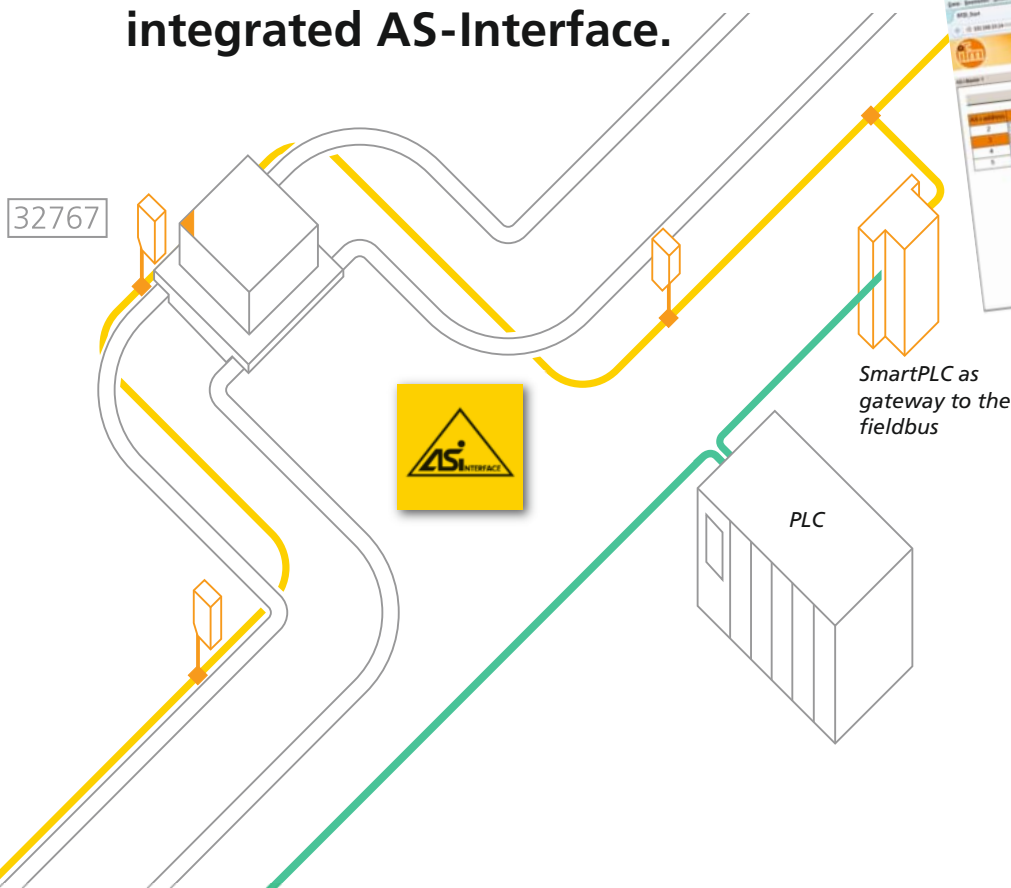 integrated AS-Interface.
32767
SmartPLC as
gateway to the
fieldbus
ASi INTERFACE
PLC